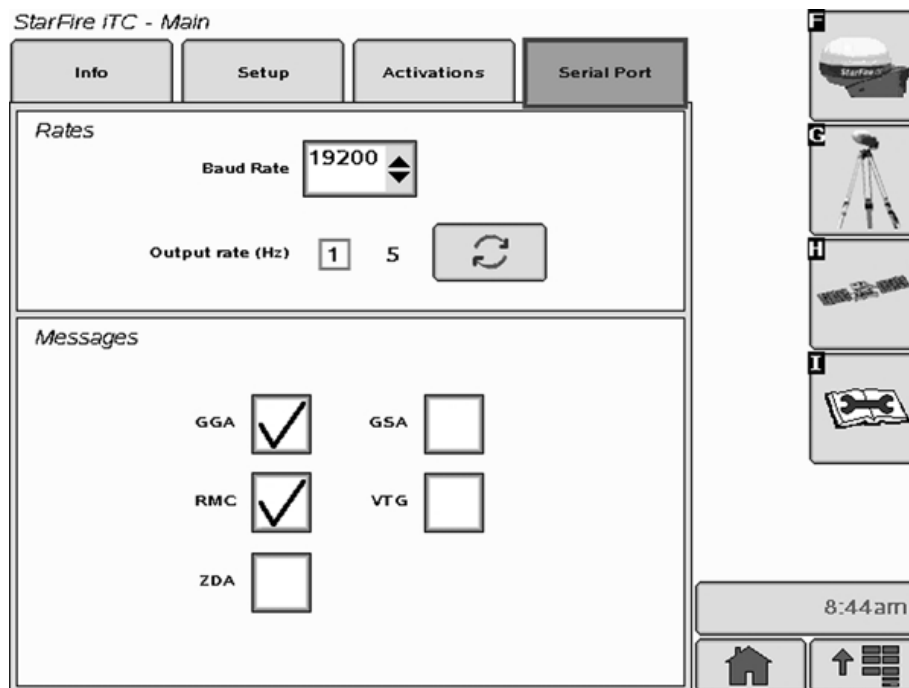 StarFire iTC - Main
Info
Setup
Activations
Serial Port
Rates
Baud Rate
19200
Output rate (Hz)
1
5
Messages
GGA
GSA
RMC
VTG
ZDA
F
StarFire
G
H
I
8:44am